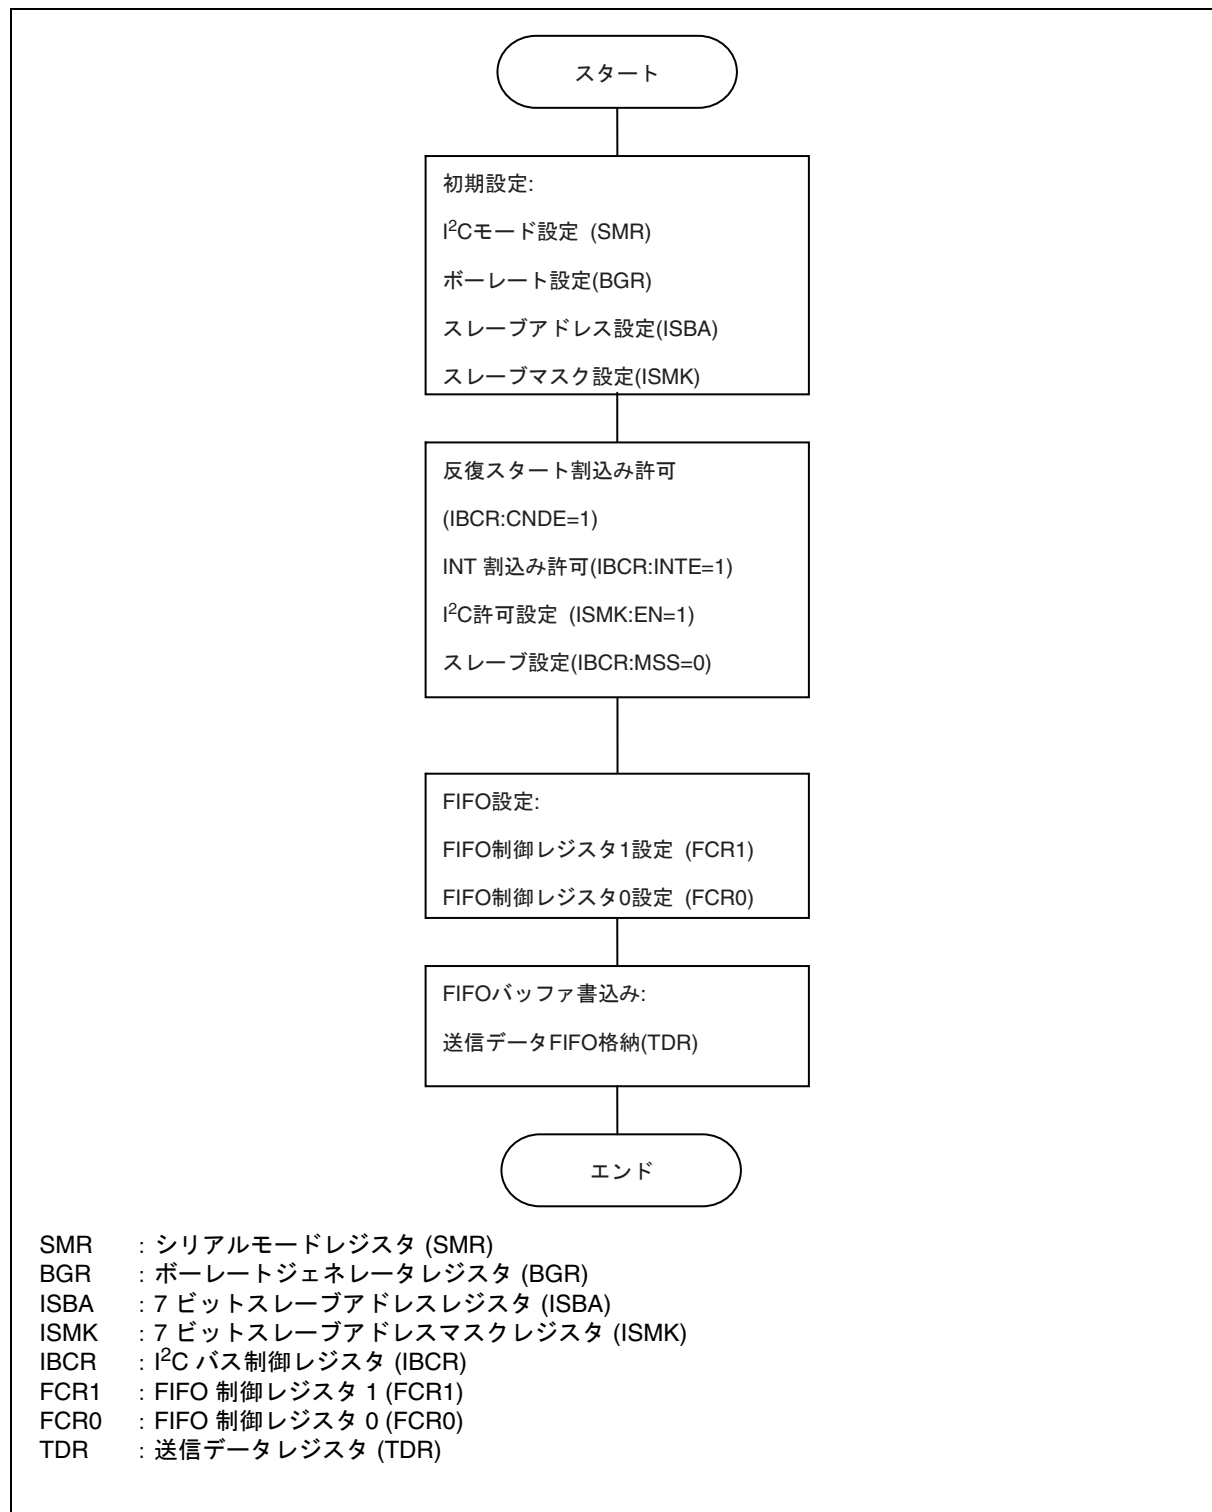 スタート
初期設定:
I²Cモード設定 (SMR)
ボーレート設定(BGR)
スレーブアドレス設定(ISBA)
スレーブマスク設定(ISMK)
反復スタート割込み許可
(IBCR:CNDE=1)
INT 割込み許可(IBCR:INTE=1)
I²C許可設定 (ISMK:EN=1)
スレーブ設定(IBCR:MSS=0)
FIFO設定:
FIFO制御レジスタ1設定 (FCR1)
FIFO制御レジスタ0設定 (FCR0)
FIFOバッファ書込み:
送信データFIFO格納(TDR)
エンド
SMR : シリアルモードレジスタ (SMR)
BGR : ボーレートジェネレータレジスタ (BGR)
ISBA : 7 ビットスレーブアドレスレジスタ (ISBA)
ISMK : 7 ビットスレーブアドレスマスクレジスタ (ISMK)
IBCR : I²C バス制御レジスタ (IBCR)
FCR1 : FIFO 制御レジスタ 1 (FCR1)
FCR0 : FIFO 制御レジスタ 0 (FCR0)
TDR : 送信データレジスタ (TDR)